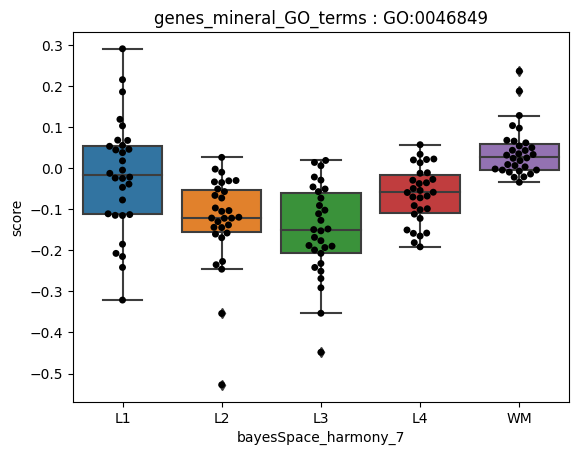 genes_mineral_GO_terms : GO:0046849
0.3
0.2
0.1
0.0
−0.1
−0.2
−0.3
−0.4
−0.5
score
L1 L2 L3 L4 WM
bayesSpace_harmony_7